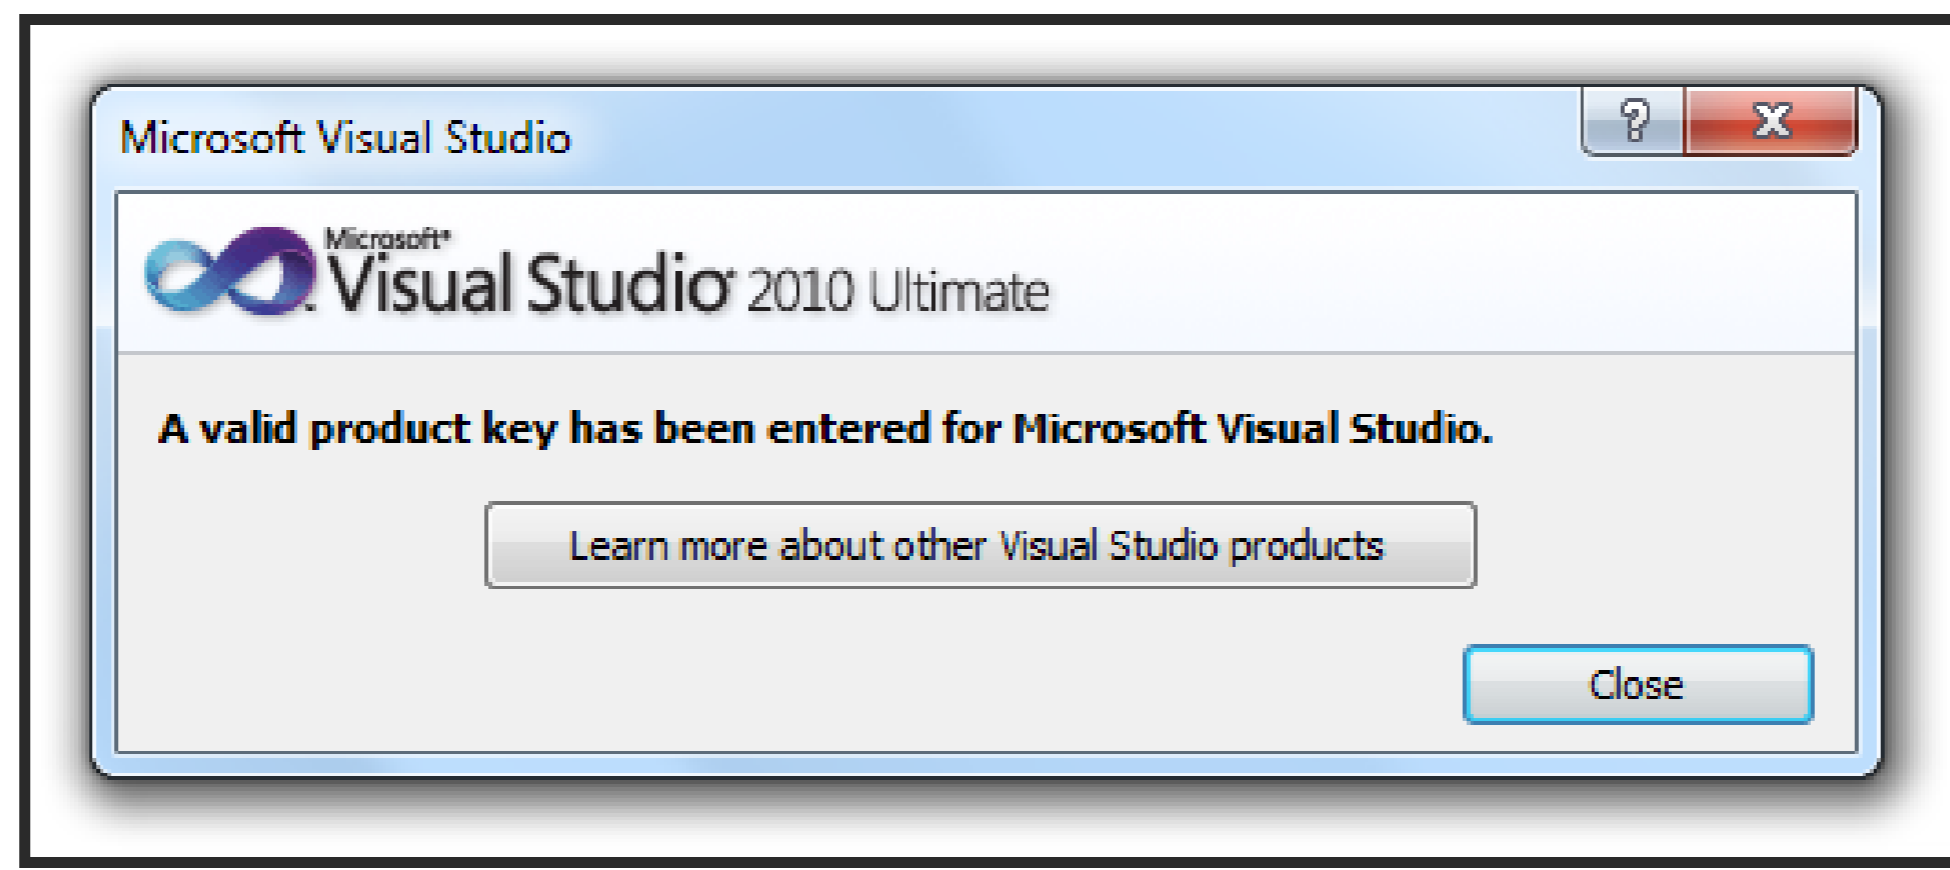 Microsoft Visual Studio
Microsoft®
Visual Studio 2010 Ultimate
A valid product key has been entered for Microsoft Visual Studio.
Learn more about other Visual Studio products
Close